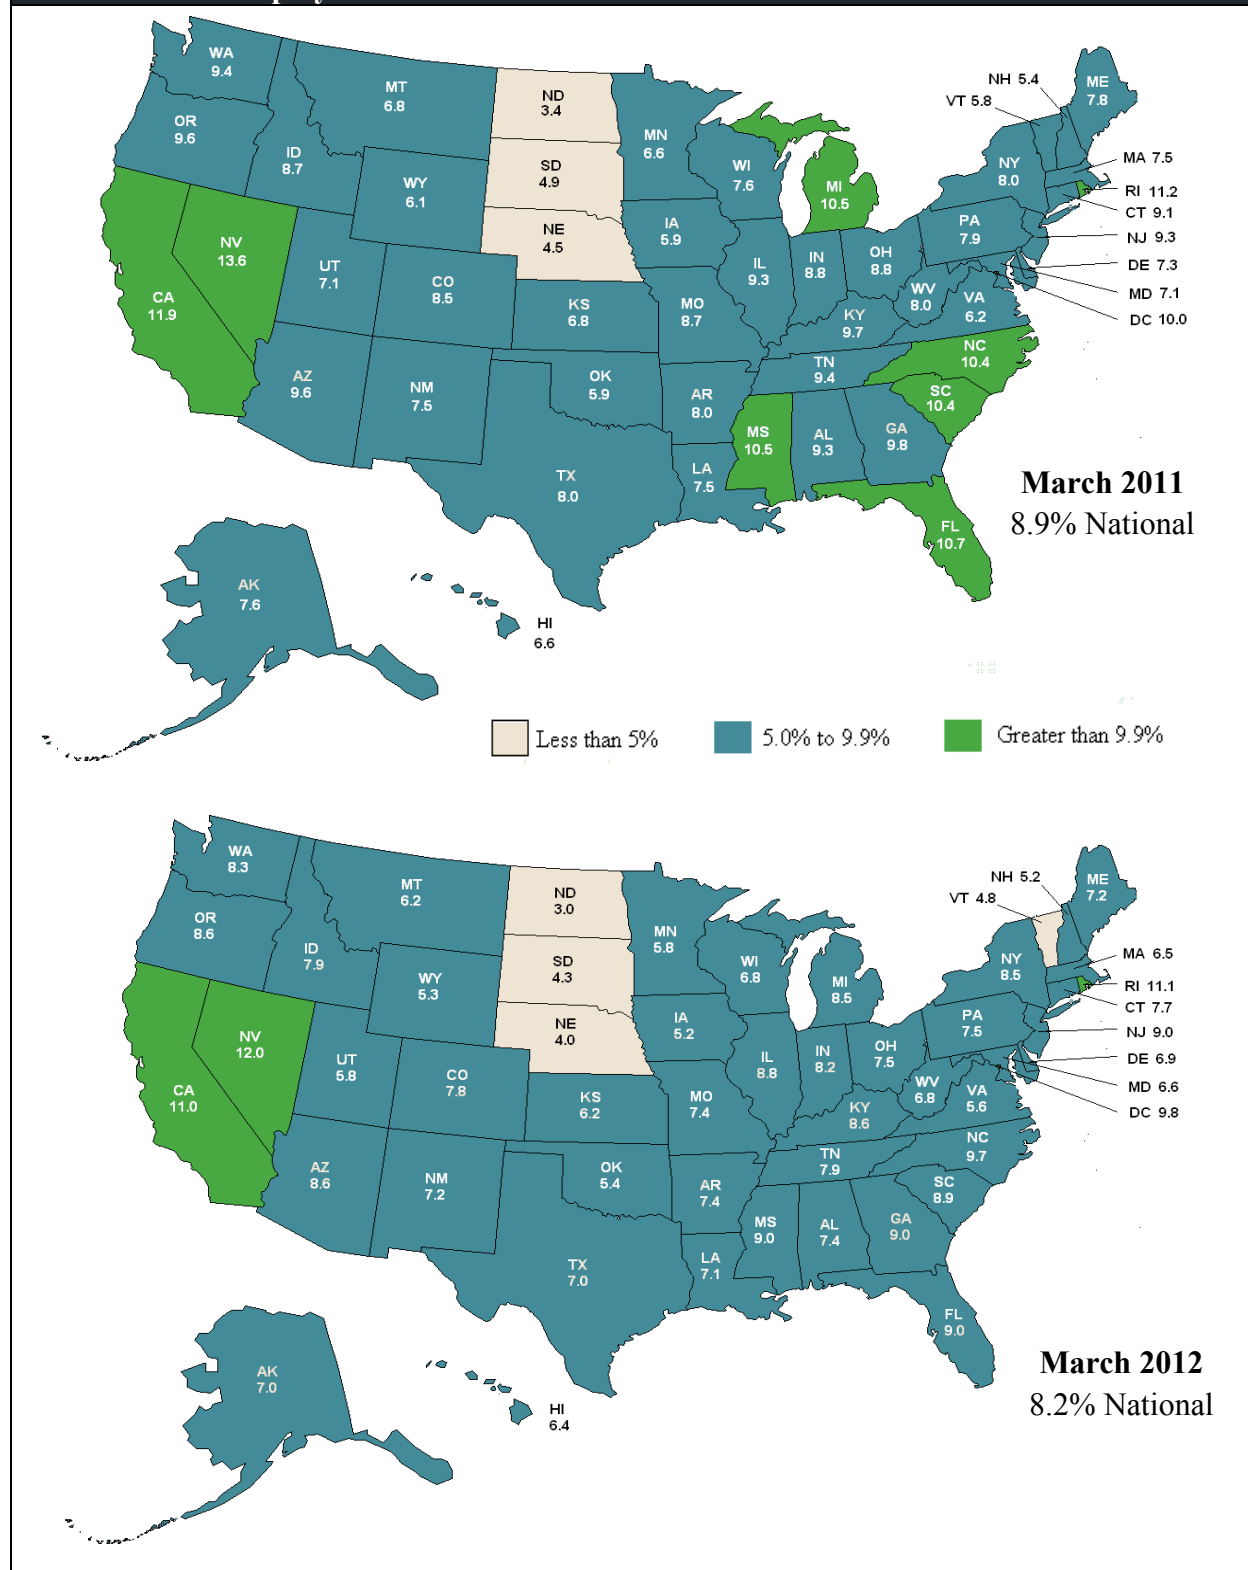 WA
9.4
MT
6.8
ND
3.4
NH 5.4
ME
7.8
VT 5.8
OR
9.6
MN
6.6
ID
8.7
SD
4.9
WI
7.6
NY
8.0
MA 7.5
WY
6.1
MI
10.5
RI 11.2
CT 9.1
NV
13.6
NE
4.5
IA
5.9
PA
7.9
NJ 9.3
UT
7.1
IL
9.3
IN
8.8
OH
8.8
DE 7.3
CO
8.5
WV
8.0
VA
6.2
MD 7.1
CA
11.9
KS
6.8
MO
8.7
KY
9.7
DC 10.0
NC
10.4
TN
9.4
AZ
9.6
NM
7.5
OK
5.9
AR
8.0
SC
10.4
MS
10.5
AL
9.3
GA
9.8
TX
8.0
LA
7.5
March 2011
8.9% National
FL
10.7
AK
7.6
HI
6.6
Less than 5%
5.0% to 9.9%
Greater than 9.9%
WA
8.3
MT
6.2
ND
3.0
NH 5.2
ME
7.2
VT 4.8
OR
8.6
MN
5.8
ID
7.9
SD
4.3
WI
6.8
NY
8.5
MA 6.5
WY
5.3
MI
8.5
RI 11.1
CT 7.7
NV
12.0
NE
4.0
IA
5.2
PA
7.5
NJ 9.0
UT
5.8
IL
8.8
IN
8.2
OH
7.5
DE 6.9
CO
7.8
WV
6.8
VA
5.6
MD 6.6
CA
11.0
KS
6.2
MO
7.4
KY
8.6
DC 9.8
NC
9.7
TN
7.9
AZ
8.6
NM
7.2
OK
5.4
AR
7.4
SC
8.9
MS
9.0
AL
7.4
GA
9.0
TX
7.0
LA
7.1
FL
9.0
March 2012
8.2% National
AK
7.0
HI
6.4